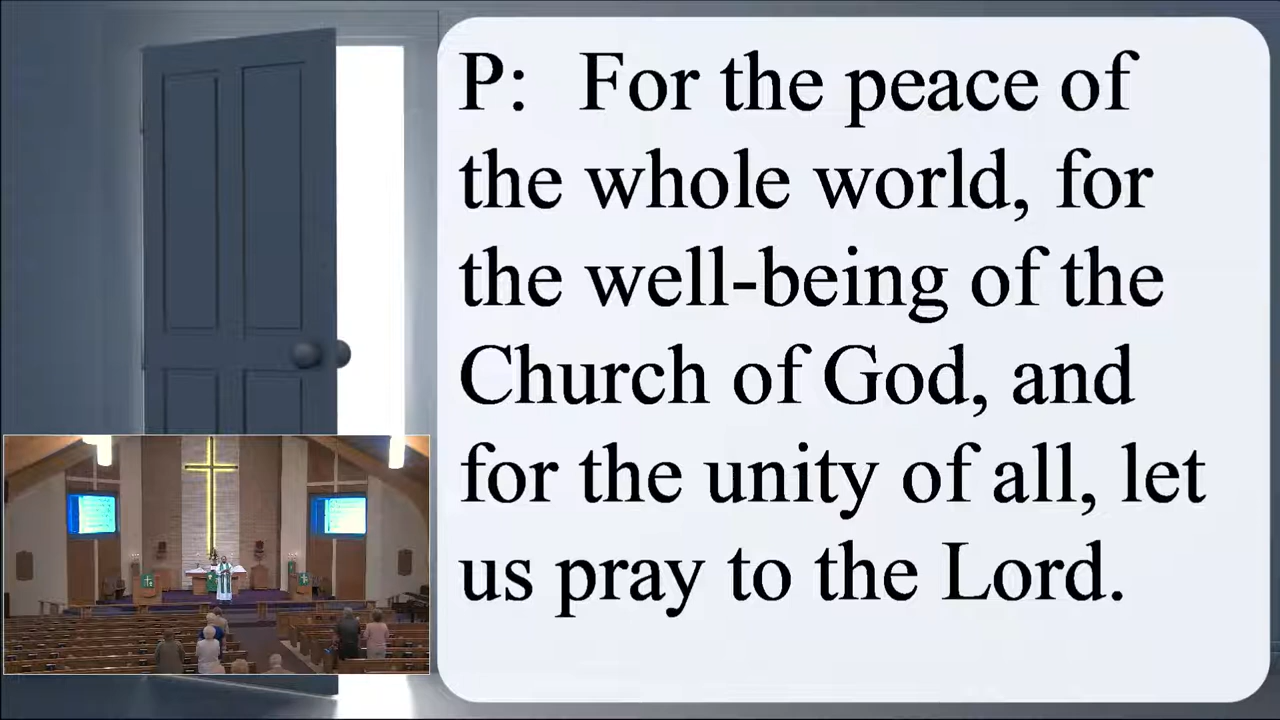 P: For the peace of
the whole world, for
the well-being of the
Church of God, and
for the unity of all, let
us pray to the Lord.